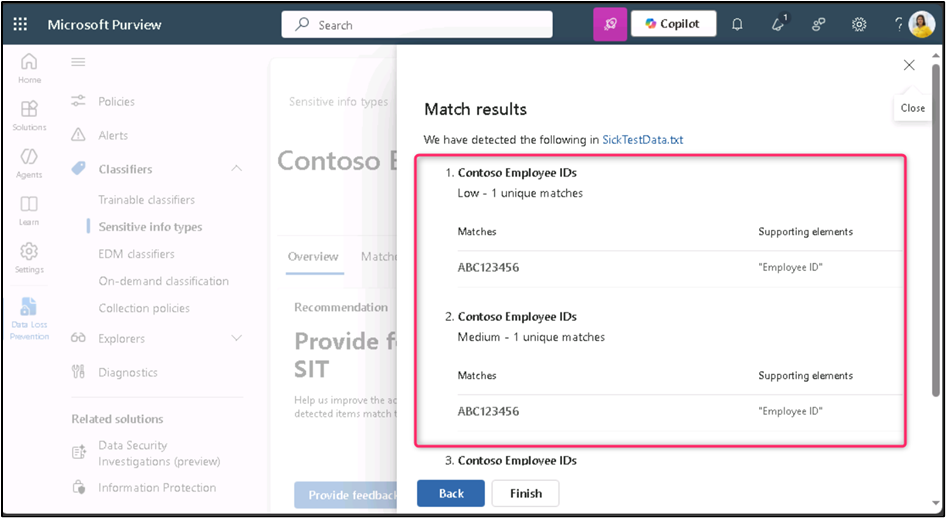 Microsoft Purview
Search
Copilot
1
?
Home
Solutions
Agents
Learn
Settings
Data Loss
Prevention
Policies
Alerts
Classifiers
Trainable classifiers
Sensitive info types
EDM classifiers
On-demand classification
Collection policies
Explorers
Diagnostics
Related solutions
Data Security
Investigations (preview)
Information Protection
Sensitive info types
Contoso E
Overview
Match
Recommendation
Provide f
SIT
Help us improve the ac
detected items match t
Provide feedback
Close
Match results
We have detected the following in SickTestData.txt
1. Contoso Employee IDs
Low - 1 unique matches
Matches Supporting elements
ABC123456 "Employee ID"
2. Contoso Employee IDs
Medium - 1 unique matches
Matches Supporting elements
ABC123456 "Employee ID"
3. Contoso Employee IDs
Back
Finish